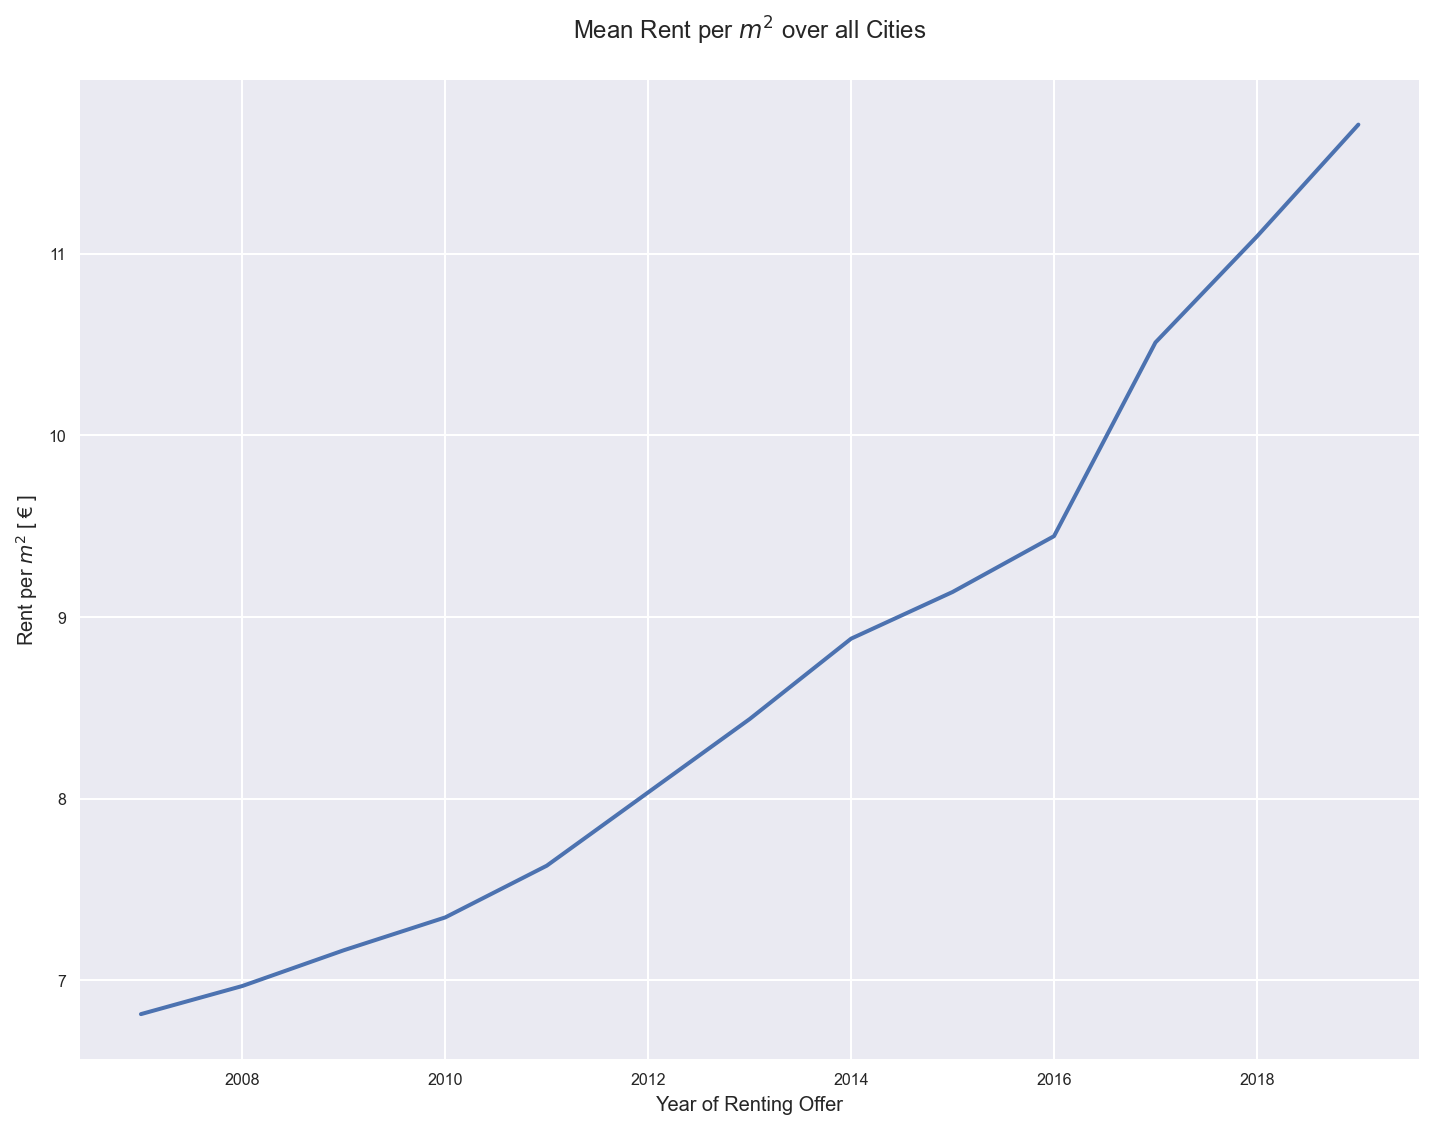 Mean Rent per m² over all Cities
11
10
9
8
7
Rent per m² [€]
2008 2010 2012 2014 2016 2018
Year of Renting Offer